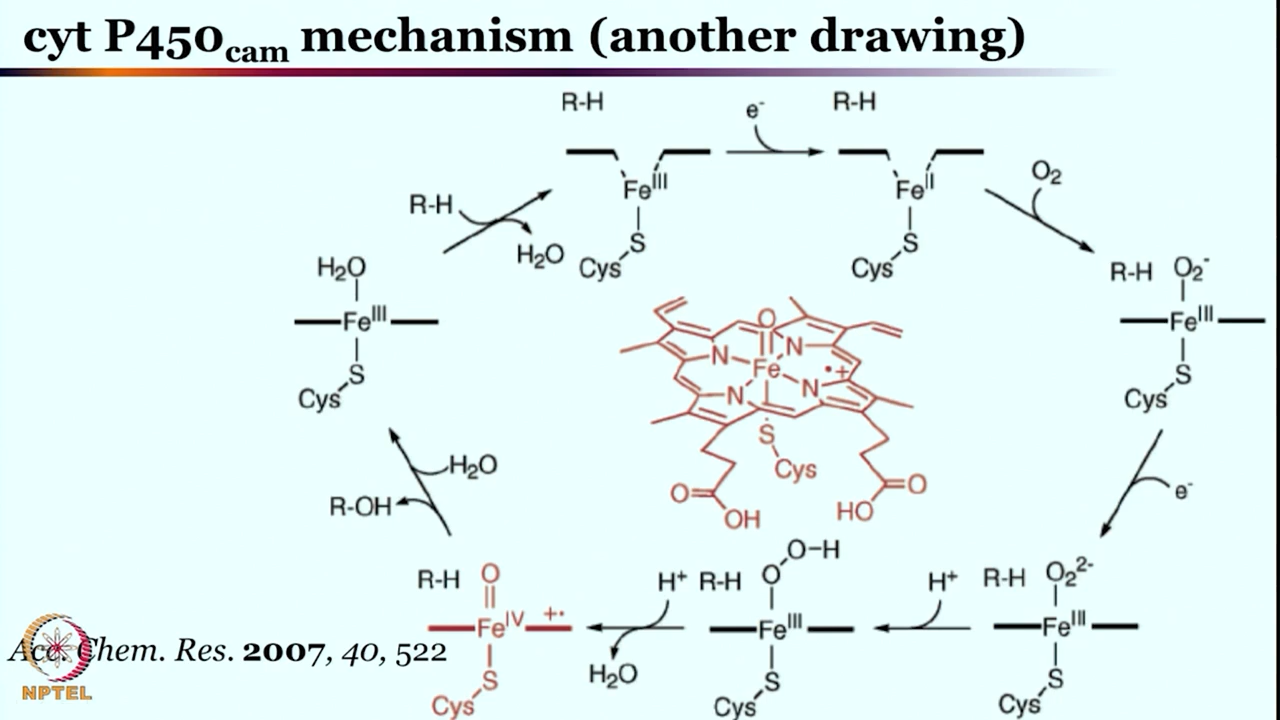 cyt P450cam mechanism (another drawing)
R-H
e-
R-H
FeIII
FeII
O2
R-H
H2O
S
Cys
S
Cys
H2O
FeIII
S
Cys
R-H O2-
FeIII
S
Cys
O
N
N
Fe
•+
N
N
S
Cys
O
OH
O
HO
H2O
R-OH
e-
R-H O
FeIV +•
S
Cys
H+
H2O
R-H O
O-H
FeIII
S
Cys
H+
R-H O22-
FeIII
S
Cys
Acc. Chem. Res. 2007, 40, 522
NPTEL